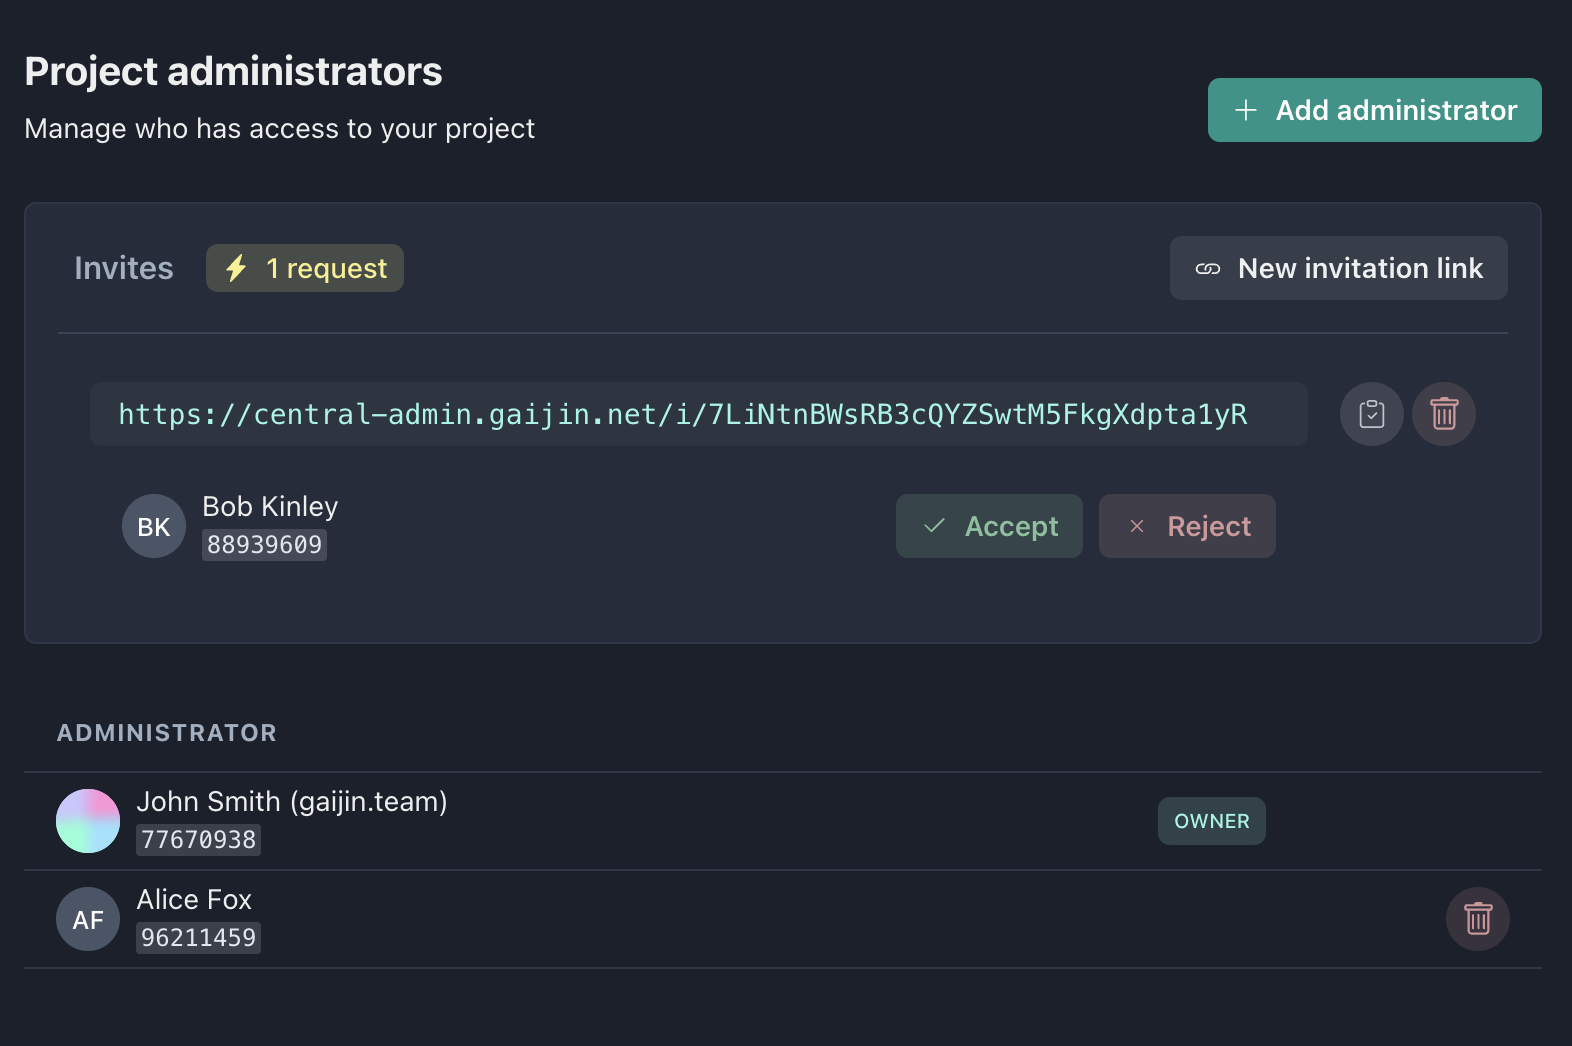 Project administrators
Manage who has access to your project
Add administrator
Invites
1 request
New invitation link
https://central-admin.gaijin.net/i/7LiNtnBWsRB3cQYZSwtM5FkgXdpta1yR
BK
Bob Kinley
88939609
Accept
Reject
ADMINISTRATOR
John Smith (gaijin.team)
77670938
OWNER
AF
Alice Fox
96211459